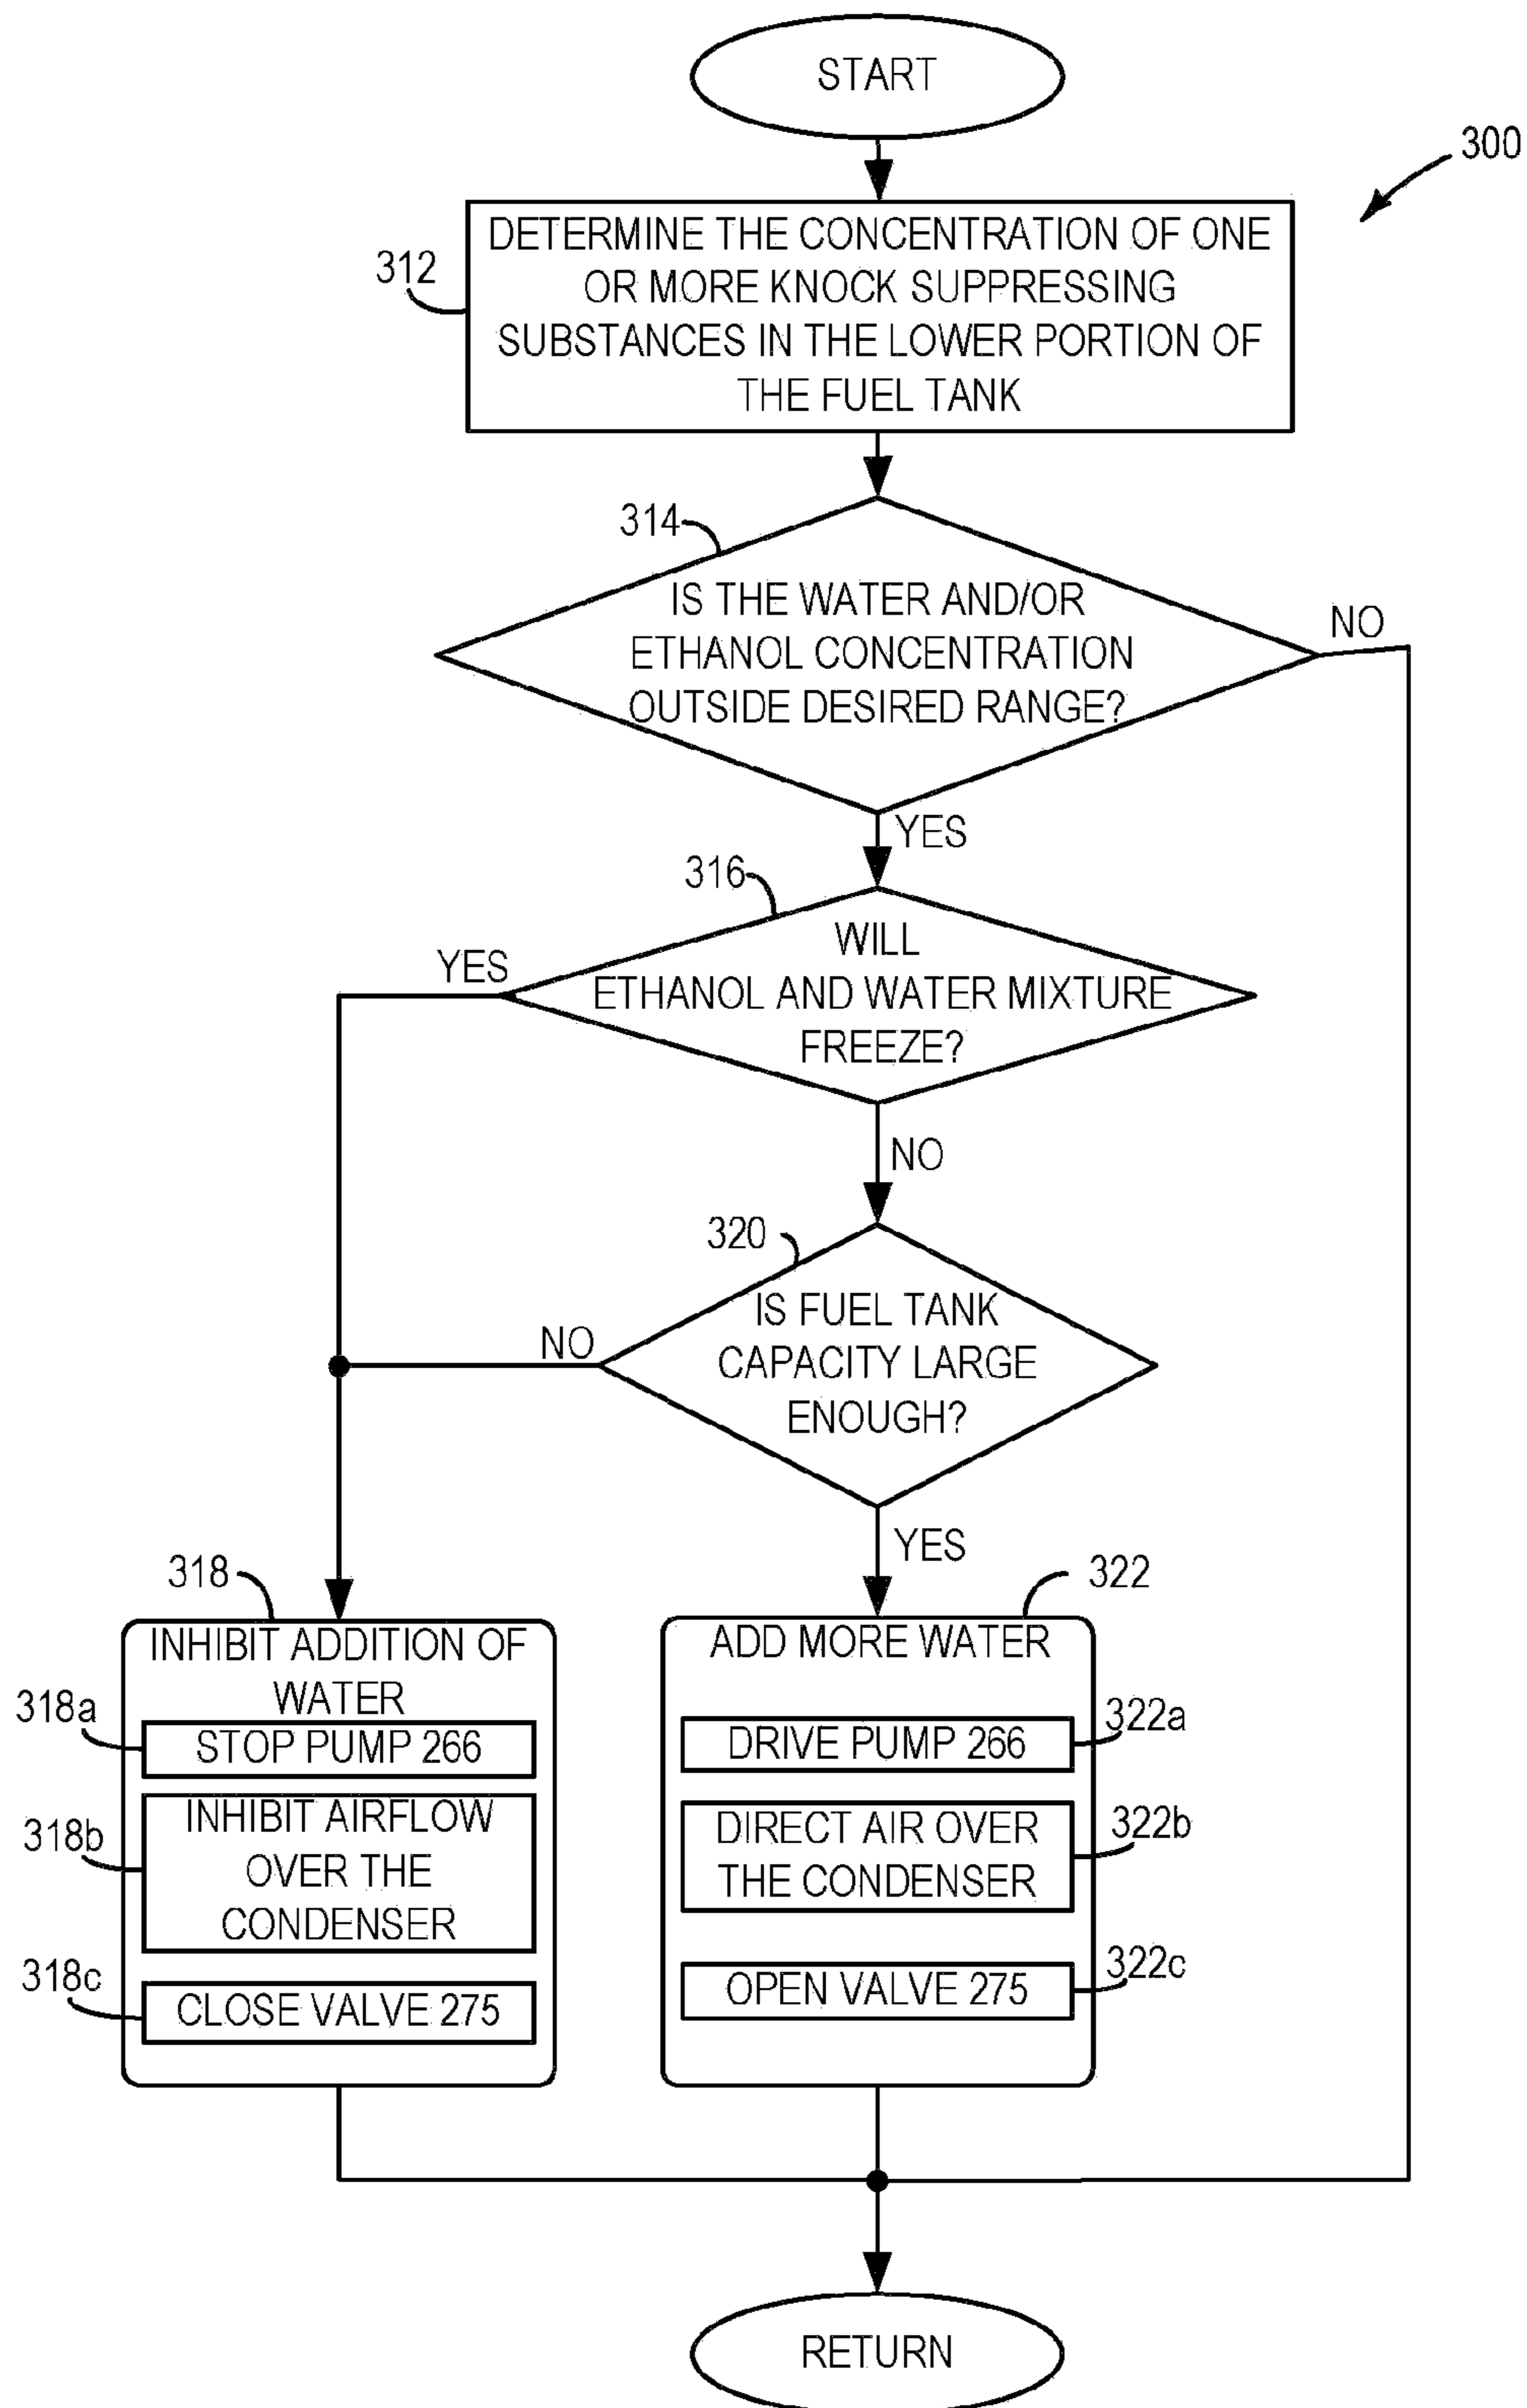 START
300
312
DETERMINE THE CONCENTRATION OF ONE
OR MORE KNOCK SUPPRESSING
SUBSTANCES IN THE LOWER PORTION OF
THE FUEL TANK
314
IS THE WATER AND/OR
ETHANOL CONCENTRATION
OUTSIDE DESIRED RANGE?
NO
YES
316
WILL
ETHANOL AND WATER MIXTURE
FREEZE?
YES
NO
320
IS FUEL TANK
CAPACITY LARGE
ENOUGH?
NO
YES
318
INHIBIT ADDITION OF
WATER
318a
STOP PUMP 266
318b
INHIBIT AIRFLOW
OVER THE
CONDENSER
318c
CLOSE VALVE 275
322
ADD MORE WATER
322a
DRIVE PUMP 266
322b
DIRECT AIR OVER
THE CONDENSER
322c
OPEN VALVE 275
RETURN